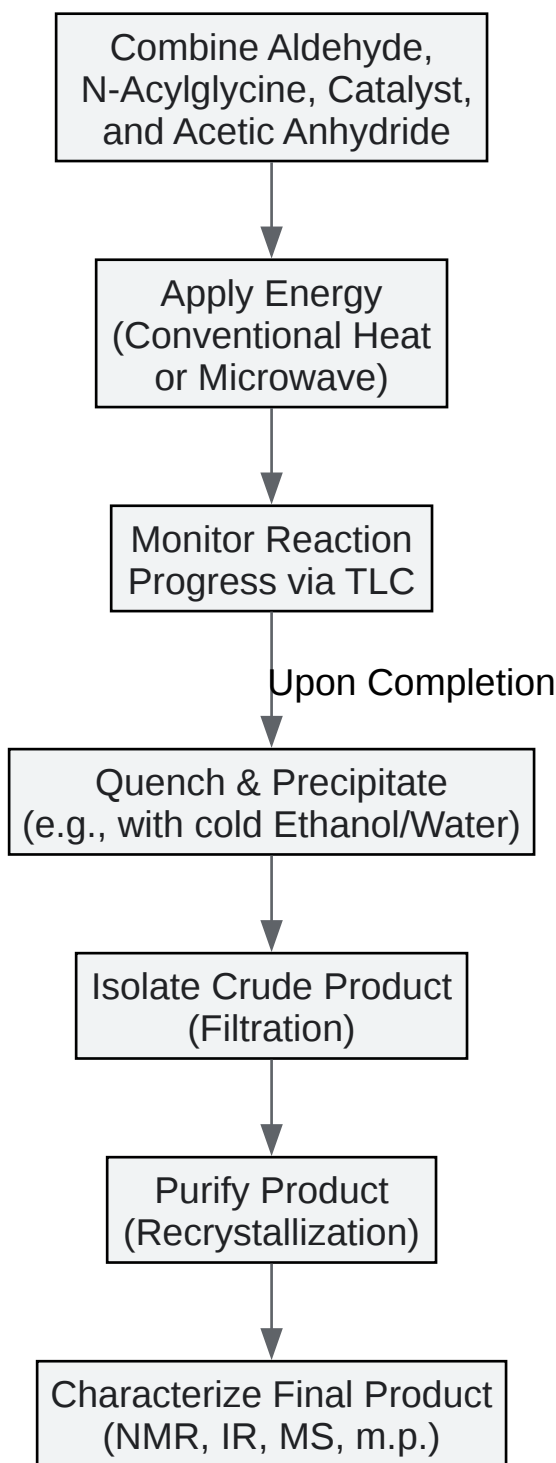 Combine Aldehyde,
N-Acylglycine, Catalyst,
and Acetic Anhydride
Apply Energy
(Conventional Heat
or Microwave)
Monitor Reaction
Progress via TLC
Upon Completion
Quench & Precipitate
(e.g., with cold Ethanol/Water)
Isolate Crude Product
(Filtration)
Purify Product
(Recrystallization)
Characterize Final Product
(NMR, IR, MS, m.p.)